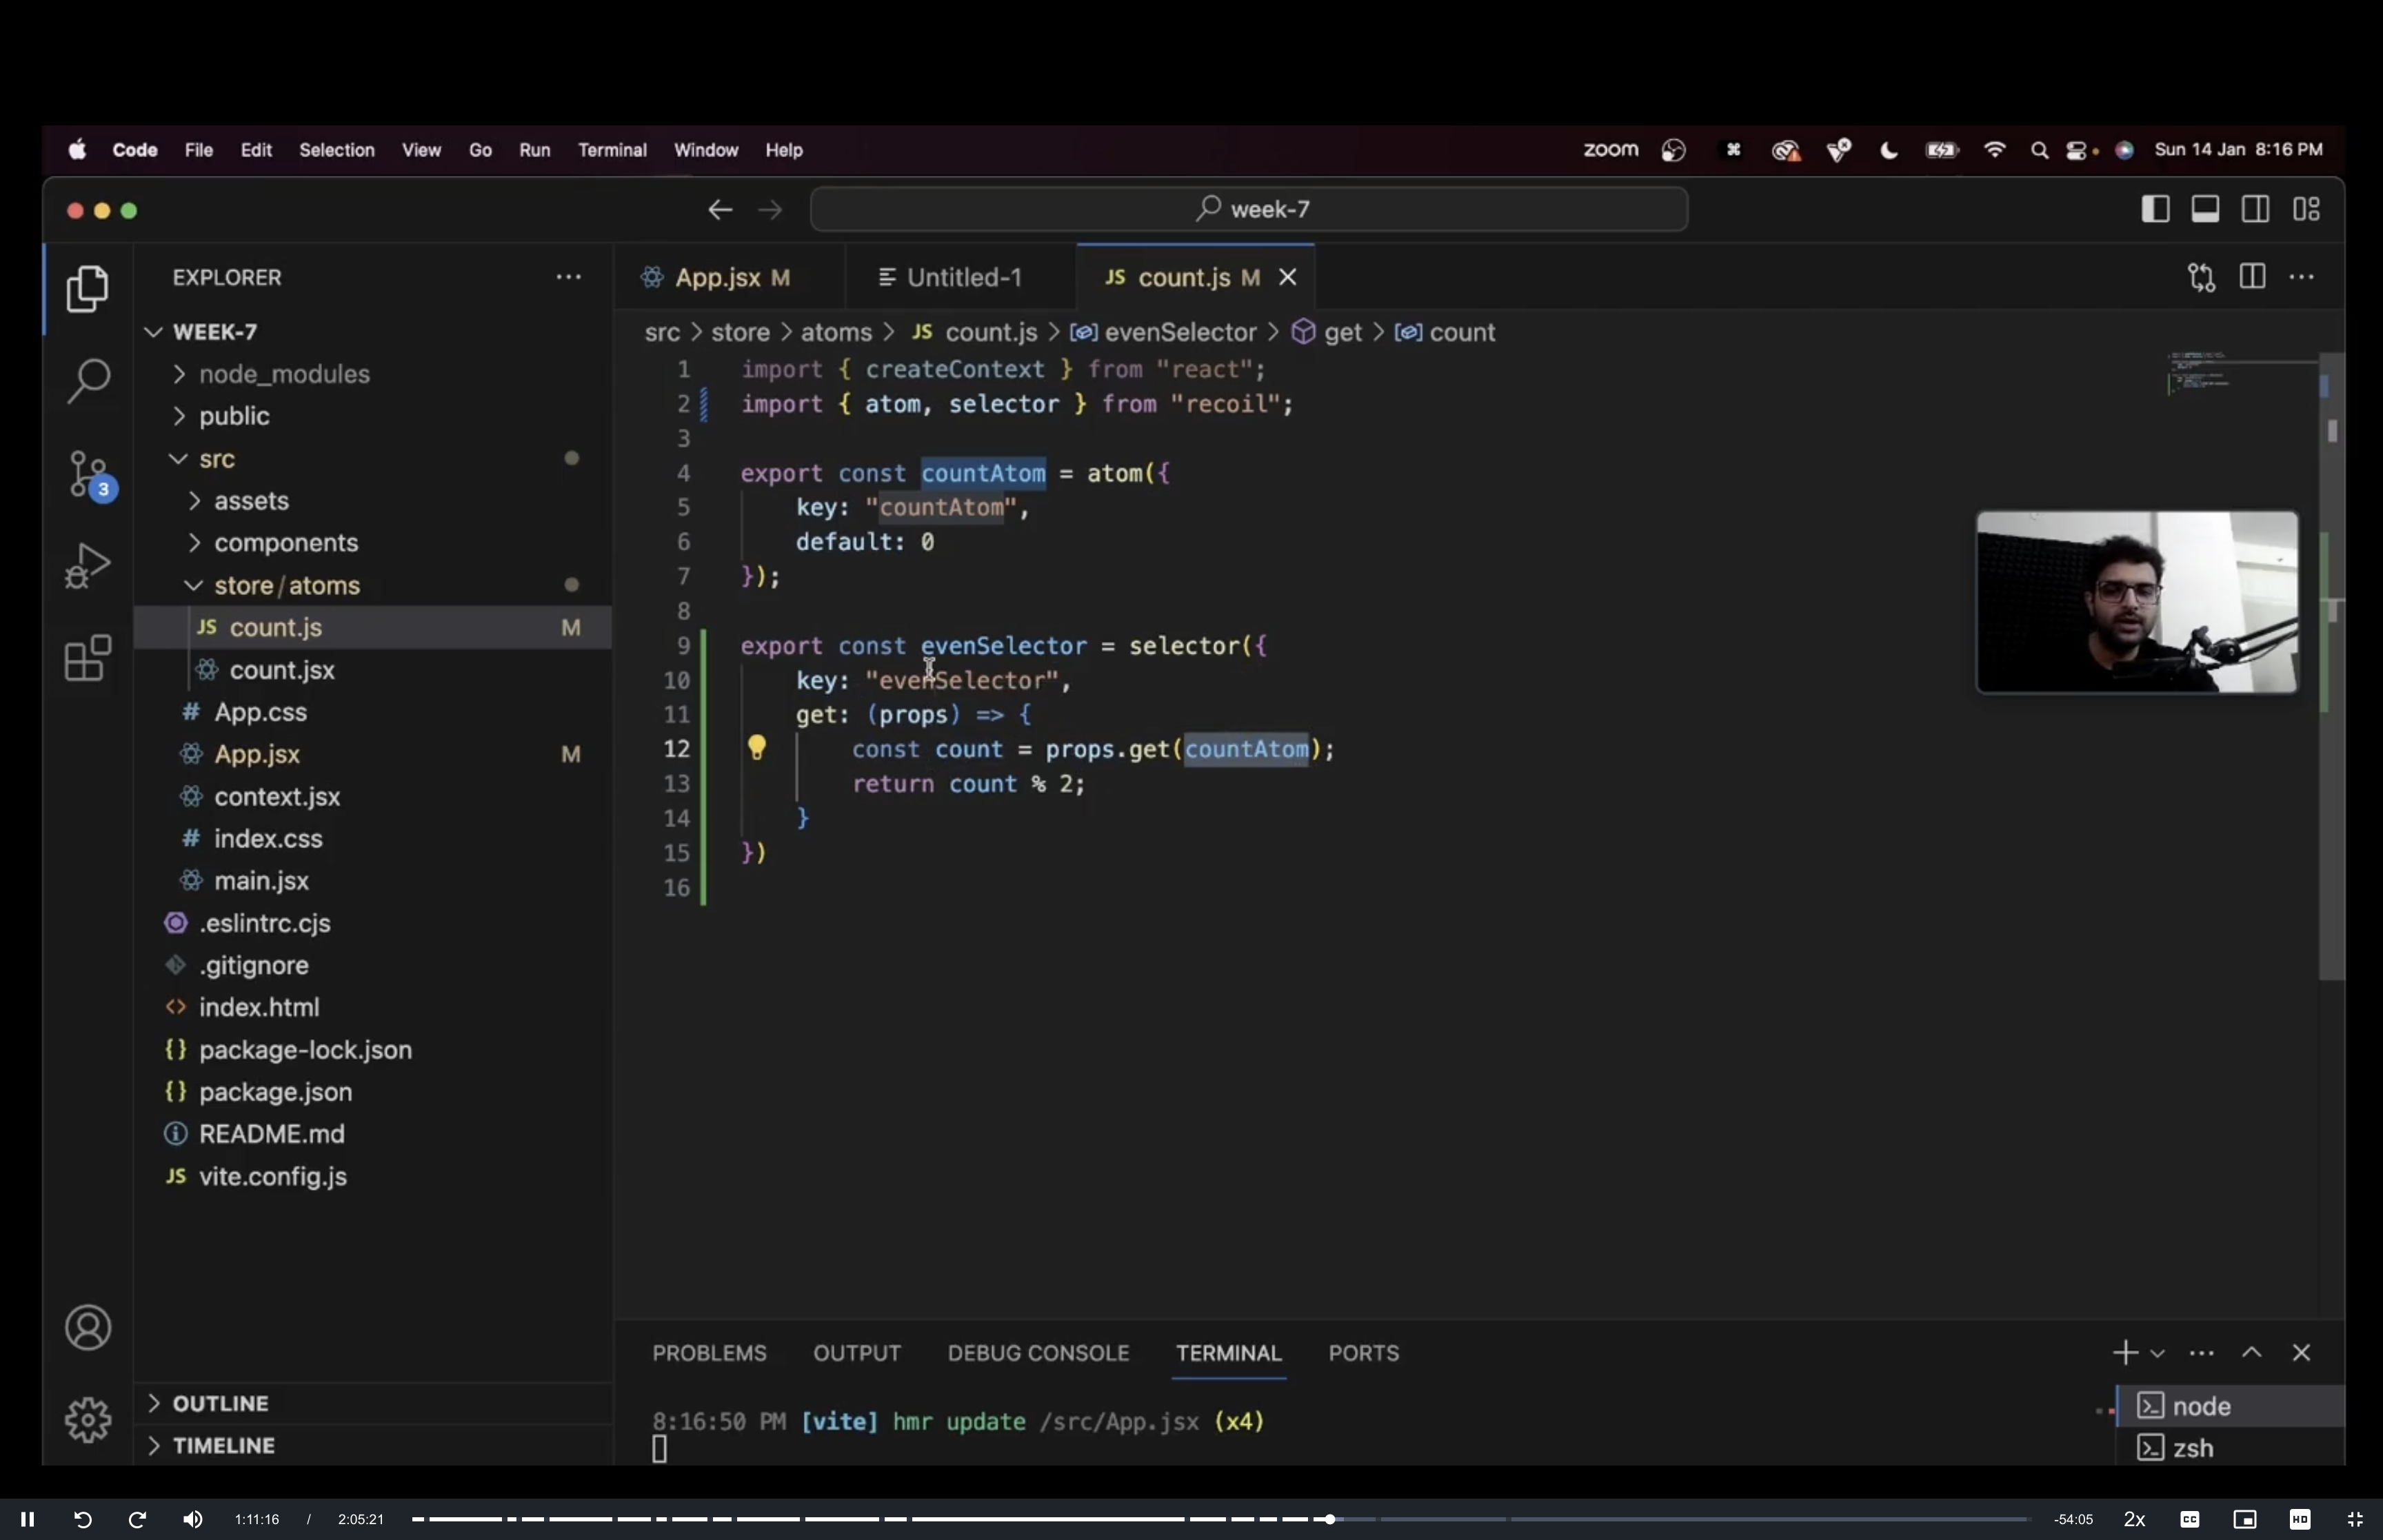 Code File Edit Selection View Go Run Terminal Window Help zoom Sun 14 Jan 8:16 PM
week-7
EXPLORER
WEEK-7
node_modules
public
src
assets
components
store/atoms
JS count.js M
count.jsx
# App.css
App.jsx M
context.jsx
# index.css
main.jsx
.eslintrc.cjs
.gitignore
<> index.html
{} package-lock.json
{} package.json
README.md
JS vite.config.js
OUTLINE
TIMELINE
3
App.jsx M Untitled-1 JS count.js M
src > store > atoms > JS count.js > evenSelector > get > count
1 import { createContext } from "react";
2 import { atom, selector } from "recoil";
3
4 export const countAtom = atom({
5 key: "countAtom",
6 default: 0
7 });
8
9 export const evenSelector = selector({
10 key: "evenSelector",
11 get: (props) => {
12 const count = props.get(countAtom);
13 return count % 2;
14 }
15 })
16
PROBLEMS OUTPUT DEBUG CONSOLE TERMINAL PORTS
8:16:50 PM [vite] hmr update /src/App.jsx (x4)
node
zsh
1:11:16 / 2:05:21 -54:05 2x CC HD